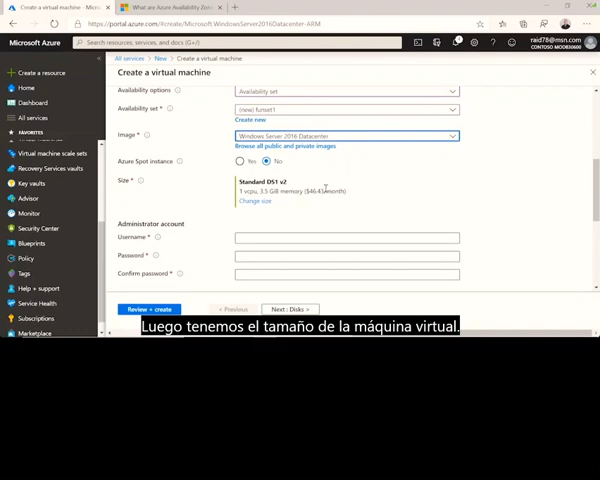 Create a virtual machine - Micros
What are Azure Availability Zon
https://portal.azure.com/#create/Microsoft.WindowsServer2016Datacenter-ARM
Microsoft Azure
Search resources, services, and docs (G+/)
raid78@msn.com
All services > New > Create a virtual machine
Create a virtual machine
Create a resource
Home
Dashboard
All services
FAVORITES
Virtual machine scale sets
Recovery Services vaults
Key vaults
Advisor
Monitor
Security Center
Blueprints
Policy
Tags
Help + support
Service Health
Subscriptions
Marketplace
Availability options
Availability set
Availability set *
(new) funset1
Create new
Image *
Windows Server 2016 Datacenter
Browse all public and private images
Azure Spot instance
Yes No
Size *
Standard DS1 v2
1 vcpu, 3.5 GiB memory ($46.43/month)
Change size
Administrator account
Username *
Password *
Confirm password *
Review + create
< Previous
Next : Disks >
Luego tenemos el tamaño de la máquina virtual.